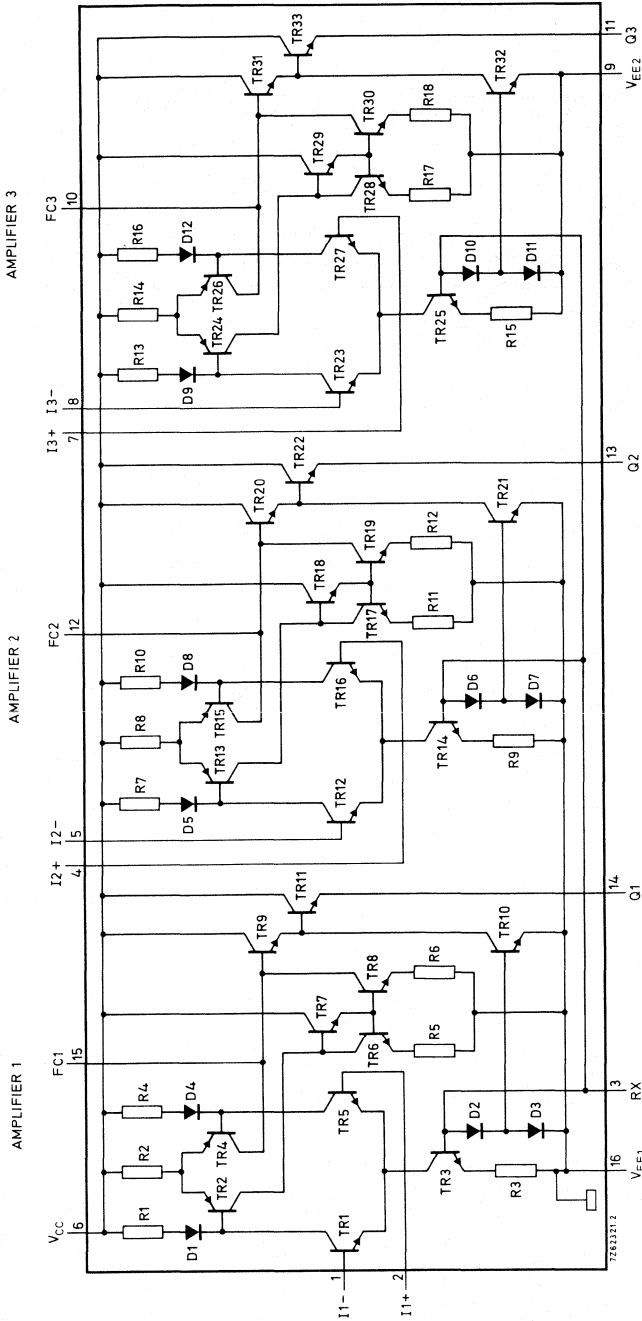 AMPLIFIER 1
AMPLIFIER 2
AMPLIFIER 3
VCC
6
FC1
15
I2+
4
I2−
5
FC2
12
I3+
7
I3−
8
FC3
10
R1
R2
R4
D1
D4
TR2
TR4
TR1
TR5
TR7
TR6
TR8
R5
R6
TR9
TR11
TR3
D2
D3
R3
TR10
R7
R8
R10
D5
D8
TR13
TR15
TR12
TR16
TR18
TR17
TR19
R11
R12
TR20
TR22
TR14
D6
D7
R9
TR21
R13
R14
R16
D9
D12
TR24
TR26
TR23
TR27
TR29
TR28
TR30
R17
R18
TR31
TR33
TR25
D10
D11
R15
TR32
I1−
1
I1+
2
16
VEE1
3
RX
14
Q1
13
Q2
9
VEE2
11
Q3
7Z62321.2